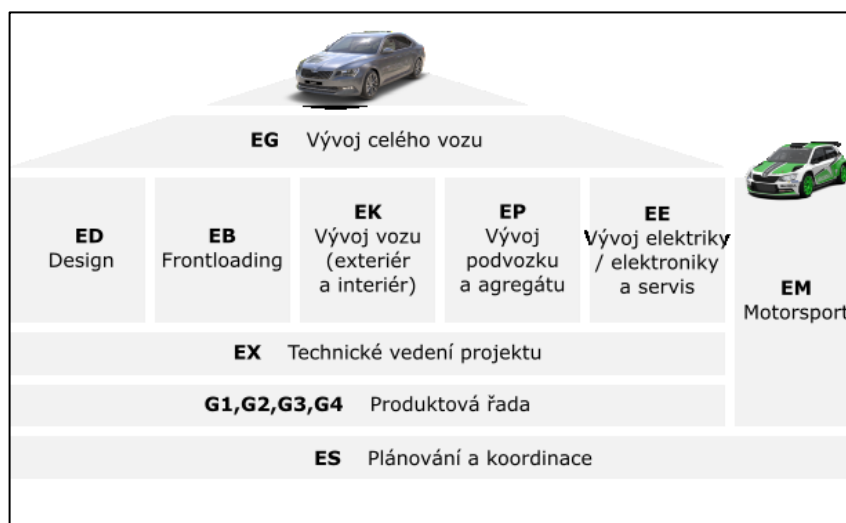 EG Vývoj celého vozu
ED
Design
EB
Frontloading
EK
Vývoj vozu
(exteriér
a interiér)
EP
Vývoj
podvozku
a agregátu
EE
Vývoj elektriky
/ elektroniky
a servis
EM
Motorsport
EX Technické vedení projektu
G1,G2,G3,G4 Produktová řada
ES Plánování a koordinace